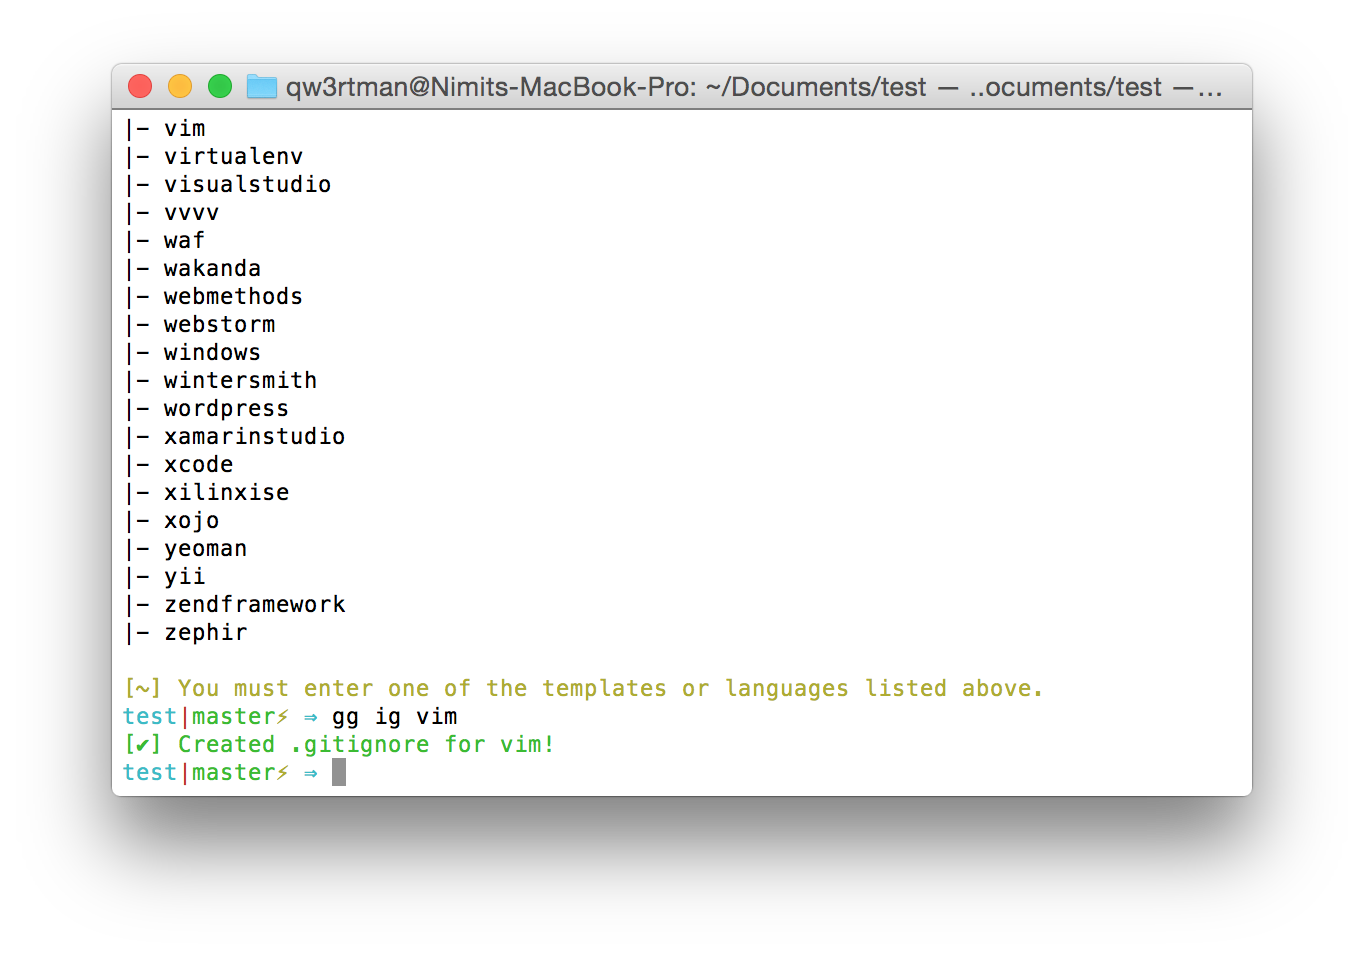 qw3rtman@Nimits-MacBook-Pro: ~/Documents/test — ..ocuments/test —...
|- vim
|- virtualenv
|- visualstudio
|- vvvv
|- waf
|- wakanda
|- webmethods
|- webstorm
|- windows
|- wintersmith
|- wordpress
|- xamarinstudio
|- xcode
|- xilinxise
|- xojo
|- yeoman
|- yii
|- zendframework
|- zephir
[~] You must enter one of the templates or languages listed above.
test|master⚡ ⇒ gg ig vim
[✔] Created .gitignore for vim!
test|master⚡ ⇒